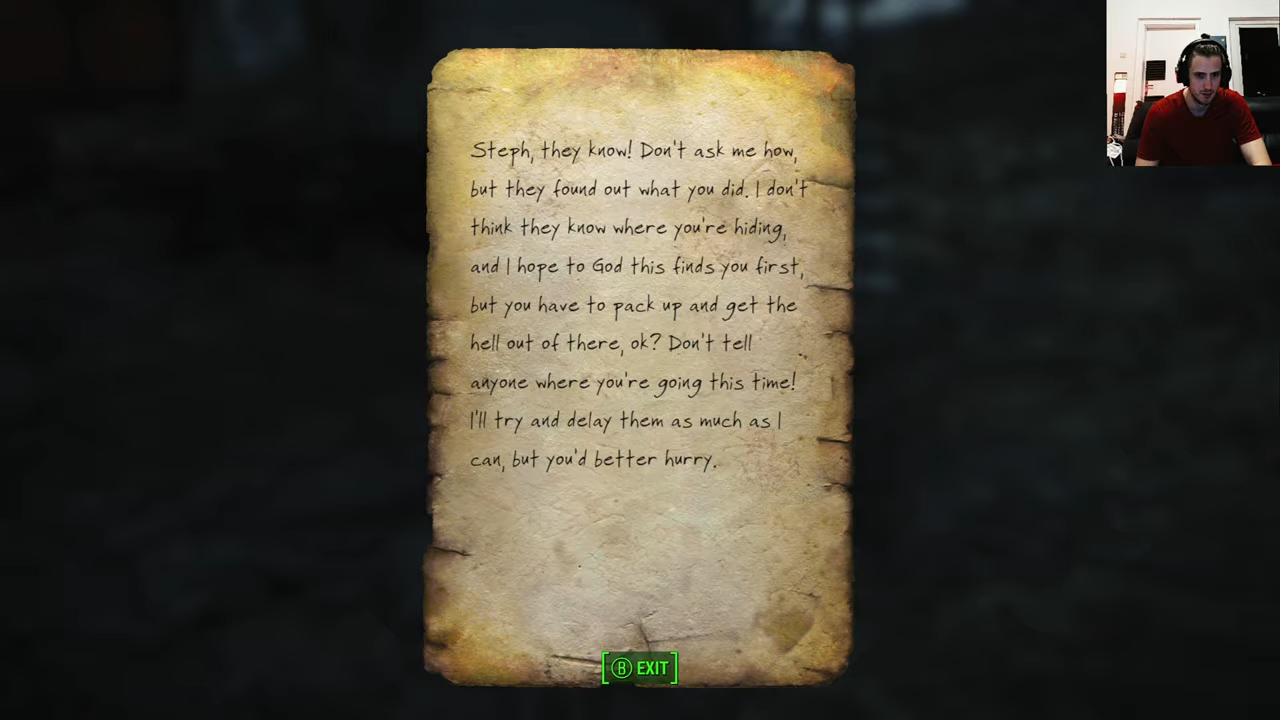 Steph, they know! Don't ask me how,
but they found out what you did. I don't
think they know where you're hiding,
and I hope to God this finds you first,
but you have to pack up and get the
hell out of there, ok? Don't tell
anyone where you're going this time!
I'll try and delay them as much as I
can, but you'd better hurry.
B EXIT